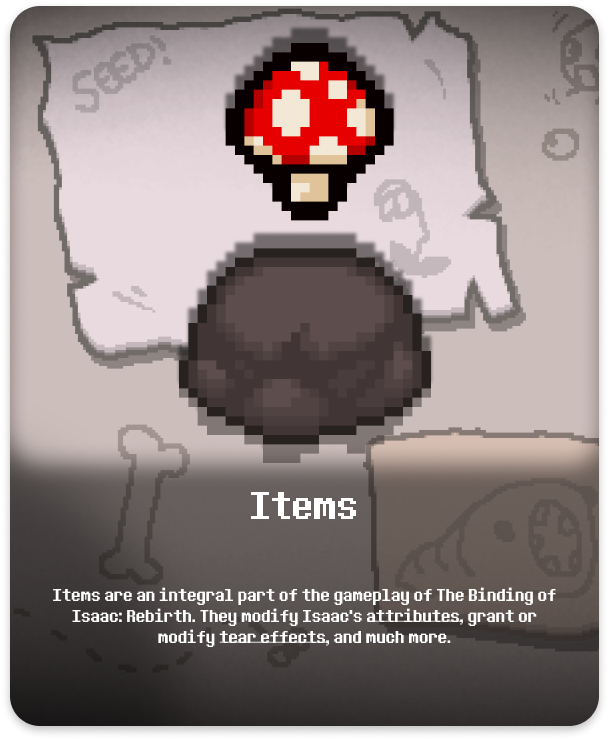 SEED!
Items
Items are an integral part of the gameplay of The Binding of
Isaac: Rebirth. They modify Isaac's attributes, grant or
modify tear effects, and much more.